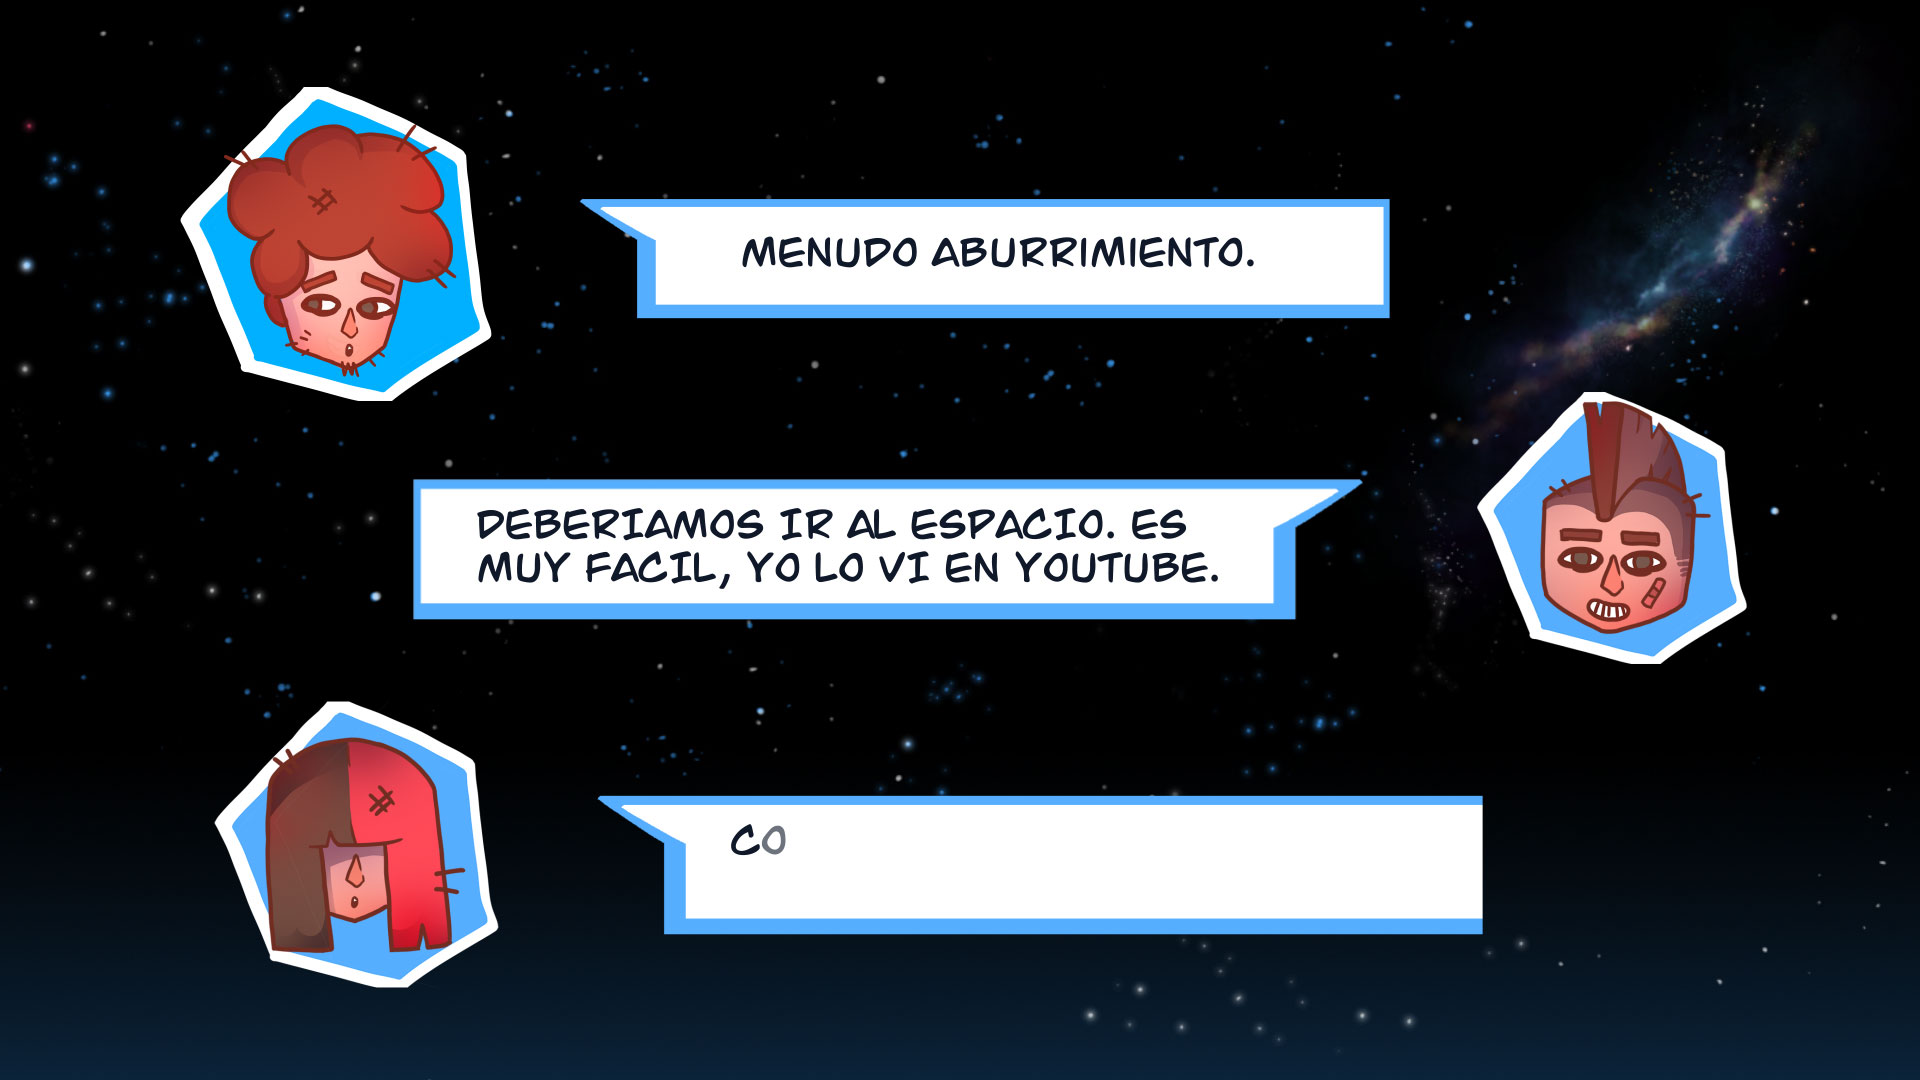 MENUDO ABURRIMIENTO.
DEBERIAMOS IR AL ESPACIO. ES
MUY FACIL, YO LO VI EN YOUTUBE.
CO